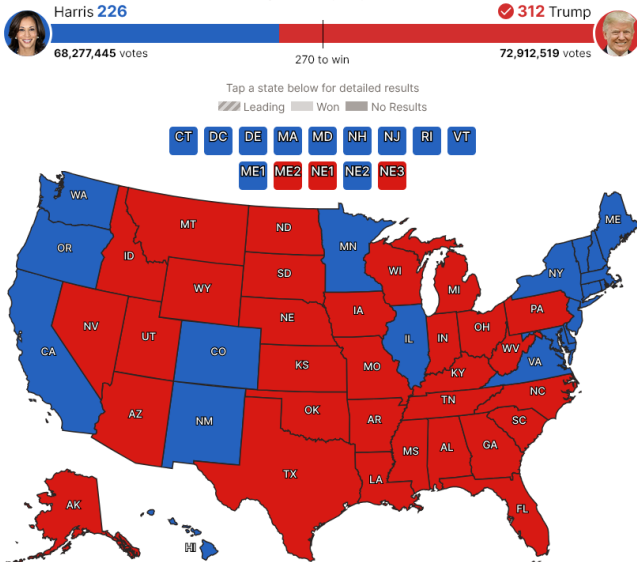 Harris 226
312 Trump
68,277,445 votes
72,912,519 votes
270 to win
Tap a state below for detailed results
Leading Won No Results
CT DC DE MA MD NH NJ RI VT
ME1 ME2 NE1 NE2 NE3
WA
ME
MT
ND
OR
MN
NY
ID
WI
SD
WY
MI
PA
IA
NE
NV
OH
UT
IL
IN
CA
CO
WV
VA
KS
MO
KY
NC
TN
OK
AZ
AR
NM
SC
MS
AL
GA
TX
LA
AK
FL
HI